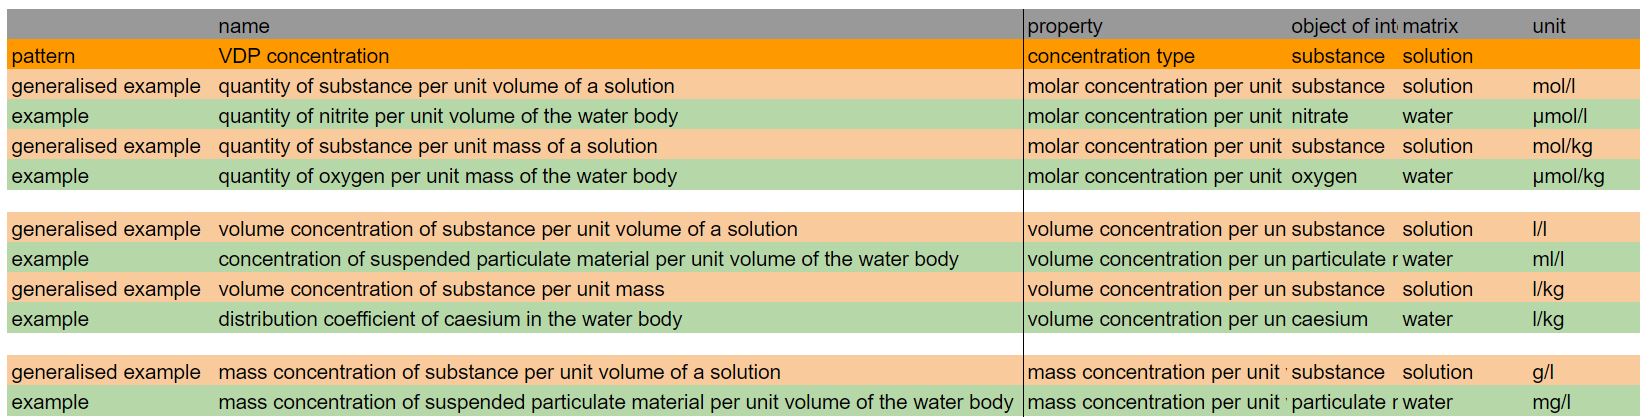 name property object of int matrix unit
pattern VDP concentration concentration type substance solution
generalised example quantity of substance per unit volume of a solution molar concentration per unit substance solution mol/l
example quantity of nitrite per unit volume of the water body molar concentration per unit nitrate water µmol/l
generalised example quantity of substance per unit mass of a solution molar concentration per unit substance solution mol/kg
example quantity of oxygen per unit mass of the water body molar concentration per unit oxygen water µmol/kg
generalised example volume concentration of substance per unit volume of a solution volume concentration per un substance solution l/l
example concentration of suspended particulate material per unit volume of the water body volume concentration per un particulate r water ml/l
generalised example volume concentration of substance per unit mass volume concentration per un substance solution l/kg
example distribution coefficient of caesium in the water body volume concentration per un caesium water l/kg
generalised example mass concentration of substance per unit volume of a solution mass concentration per unit substance solution g/l
example mass concentration of suspended particulate material per unit volume of the water body mass concentration per unit particulate r water mg/l